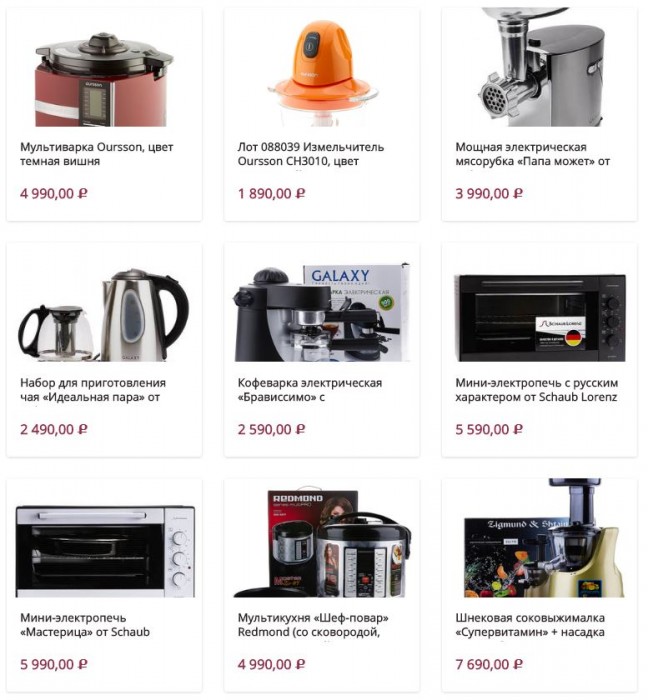 Мультиварка Oursson, цвет
темная вишня
4 990,00 ₽
Лот 088039 Измельчитель
Oursson CH3010, цвет
1 890,00 ₽
Мощная электрическая
мясорубка «Папа может» от
3 990,00 ₽
GALAXY
Набор для приготовления
чая «Идеальная пара» от
2 490,00 ₽
GALAXY
ЭЛЕКТРИЧЕСКАЯ
Кофеварка электрическая
«Брависсимо» с
2 590,00 ₽
Мини-электропечь с русским
характером от Schaub Lorenz
5 590,00 ₽
Мини-электропечь
«Мастерица» от Schaub
5 990,00 ₽
REDMOND
Мультикухня «Шеф-повар»
Redmond (со сковородой,
4 990,00 ₽
Zigmund & Shtain
Шнековая соковыжималка
«Супервитамин» + насадка
7 690,00 ₽